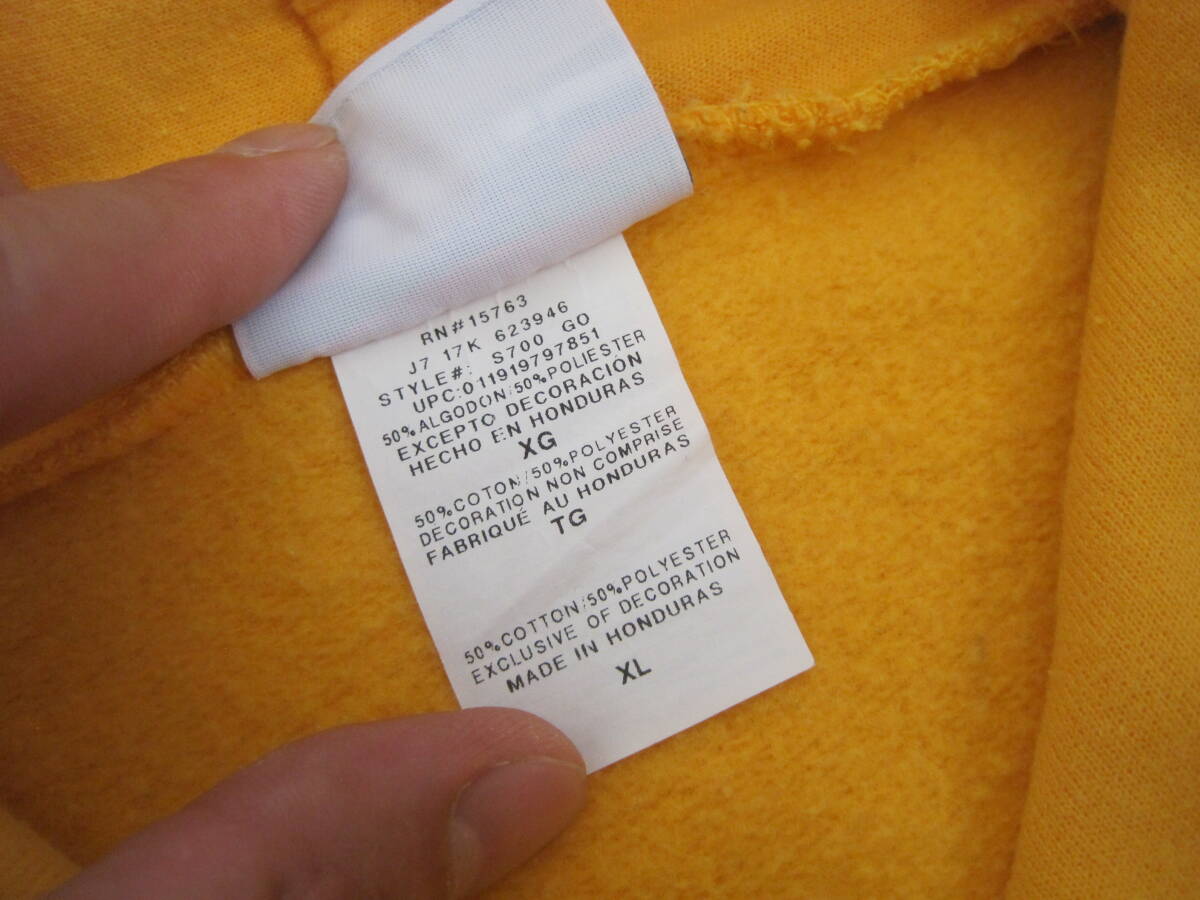 RN#15763
J7 17K 623946
STYLE#: S700 GO
UPC:011919797851
50%ALGODON/50%POLIESTER
EXCEPTO DECORACIÓN
HECHO EN HONDURAS
XG
50%COTON/50%POLYESTER
DECORATION NON COMPRISE
FABRIQUÉ AU HONDURAS
TG
50%COTTON/50%POLYESTER
EXCLUSIVE OF DECORATION
MADE IN HONDURAS
XL